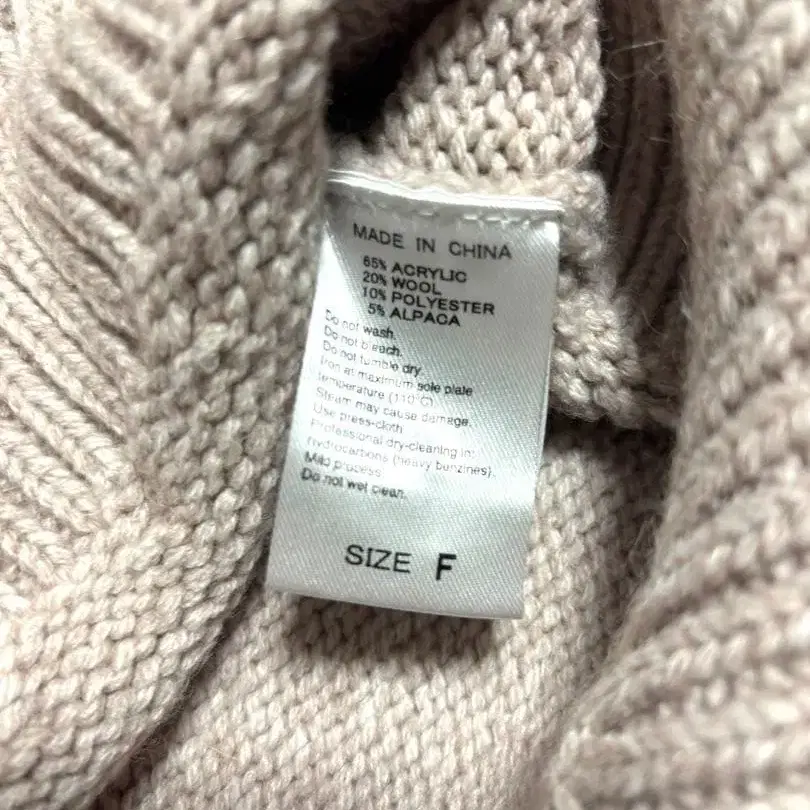 MADE IN CHINA
65% ACRYLIC
20% WOOL
10% POLYESTER
5% ALPACA
Do not wash.
Do not bleach.
Do not tumble dry.
Iron at maximum sole plate
temperature (110°C)
Steam may cause damage.
Use press-cloth
Professional dry-cleaning in:
hydrocarbons (heavy benzines).
Mild process
Do not wet clean.
SIZE F